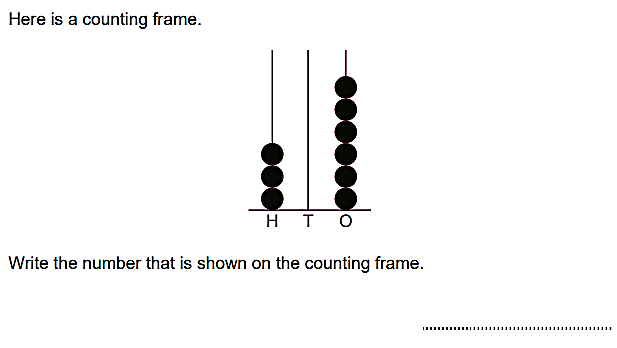 Here is a counting frame.
H T O
Write the number that is shown on the counting frame.